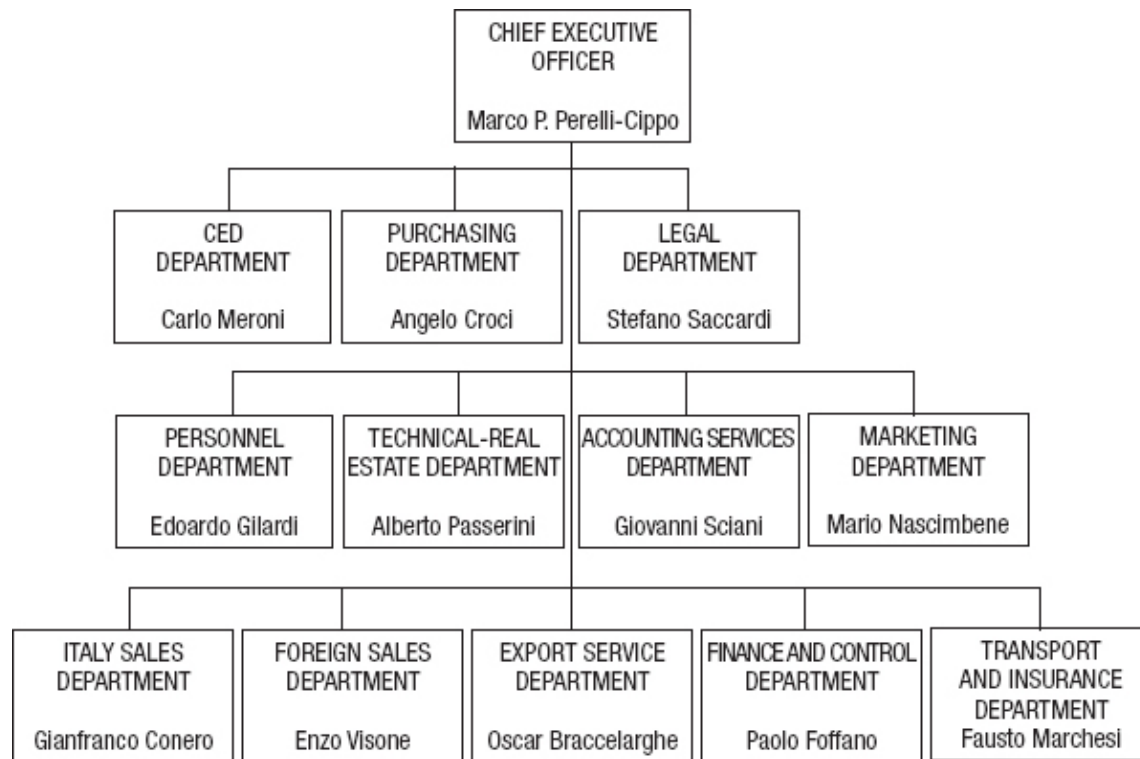 CHIEF EXECUTIVE
OFFICER
Marco P. Perelli-Cippo
CED
DEPARTMENT
Carlo Meroni
PURCHASING
DEPARTMENT
Angelo Croci
LEGAL
DEPARTMENT
Stefano Saccardi
PERSONNEL
DEPARTMENT
Edoardo Gilardi
TECHNICAL-REAL
ESTATE DEPARTMENT
Alberto Passerini
ACCOUNTING SERVICES
DEPARTMENT
Giovanni Sciani
MARKETING
DEPARTMENT
Mario Nascimbene
ITALY SALES
DEPARTMENT
Gianfranco Conero
FOREIGN SALES
DEPARTMENT
Enzo Visone
EXPORT SERVICE
DEPARTMENT
Oscar Braccelarghe
FINANCE AND CONTROL
DEPARTMENT
Paolo Foffano
TRANSPORT
AND INSURANCE
DEPARTMENT
Fausto Marchesi